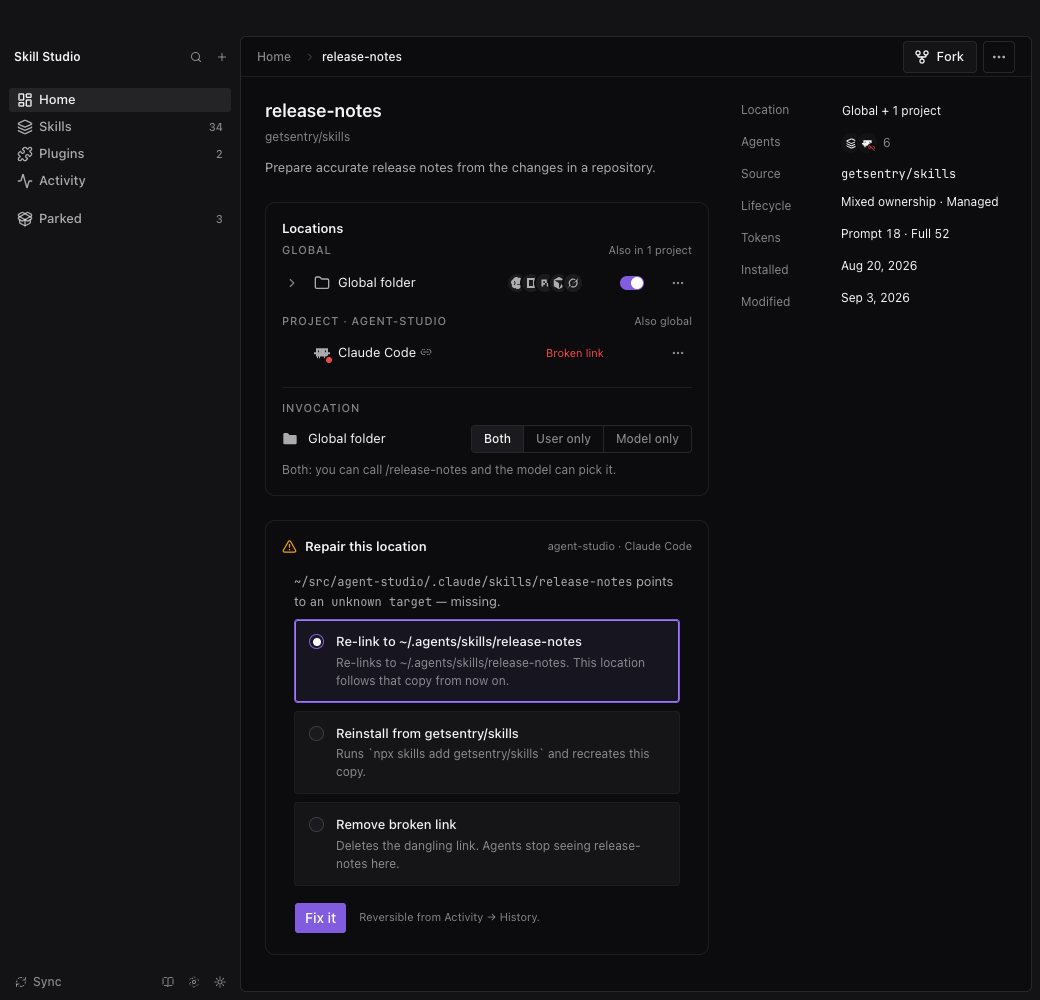 Skill Studio
Home
Skills 34
Plugins 2
Activity
Parked 3
Sync
Home release-notes
Fork
release-notes
getsentry/skills
Prepare accurate release notes from the changes in a repository.
Locations
GLOBAL Also in 1 project
Global folder
PROJECT · AGENT-STUDIO Also global
Claude Code Broken link
INVOCATION
Global folder Both User only Model only
Both: you can call /release-notes and the model can pick it.
Repair this location agent-studio · Claude Code
~/src/agent-studio/.claude/skills/release-notes points
to an unknown target — missing.
Re-link to ~/.agents/skills/release-notes
Re-links to ~/.agents/skills/release-notes. This location
follows that copy from now on.
Reinstall from getsentry/skills
Runs `npx skills add getsentry/skills` and recreates this
copy.
Remove broken link
Deletes the dangling link. Agents stop seeing release-
notes here.
Fix it Reversible from Activity → History.
Location Global + 1 project
Agents 6
Source getsentry/skills
Lifecycle Mixed ownership · Managed
Tokens Prompt 18 · Full 52
Installed Aug 20, 2026
Modified Sep 3, 2026